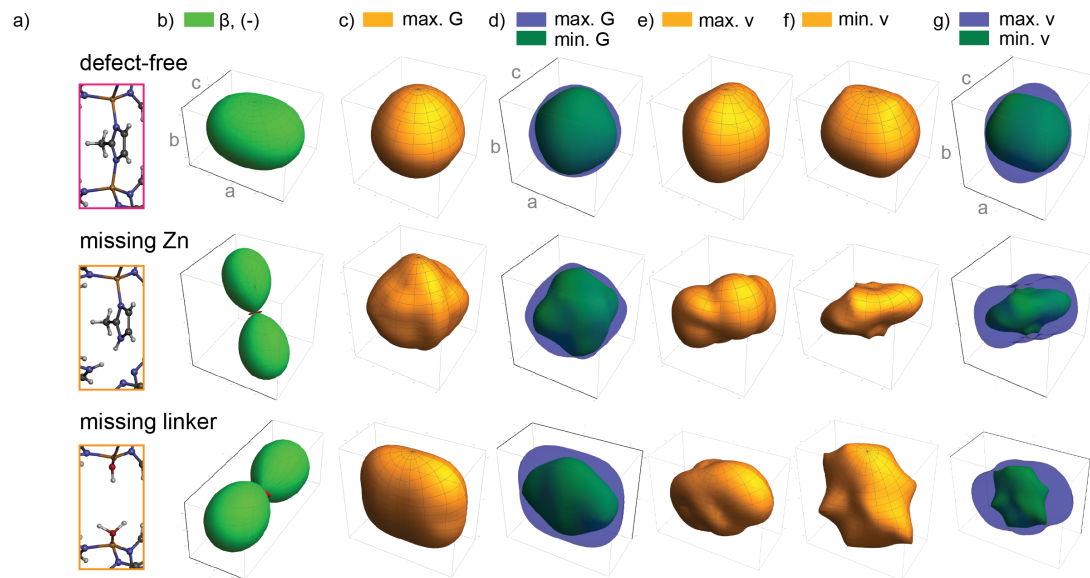 a)
b) β, (-)
c) max. G
d) max. G
min. G
e) max. v
f) min. v
g) max. v
min. v
defect-free
c
b
a
c
b
a
missing Zn
missing linker